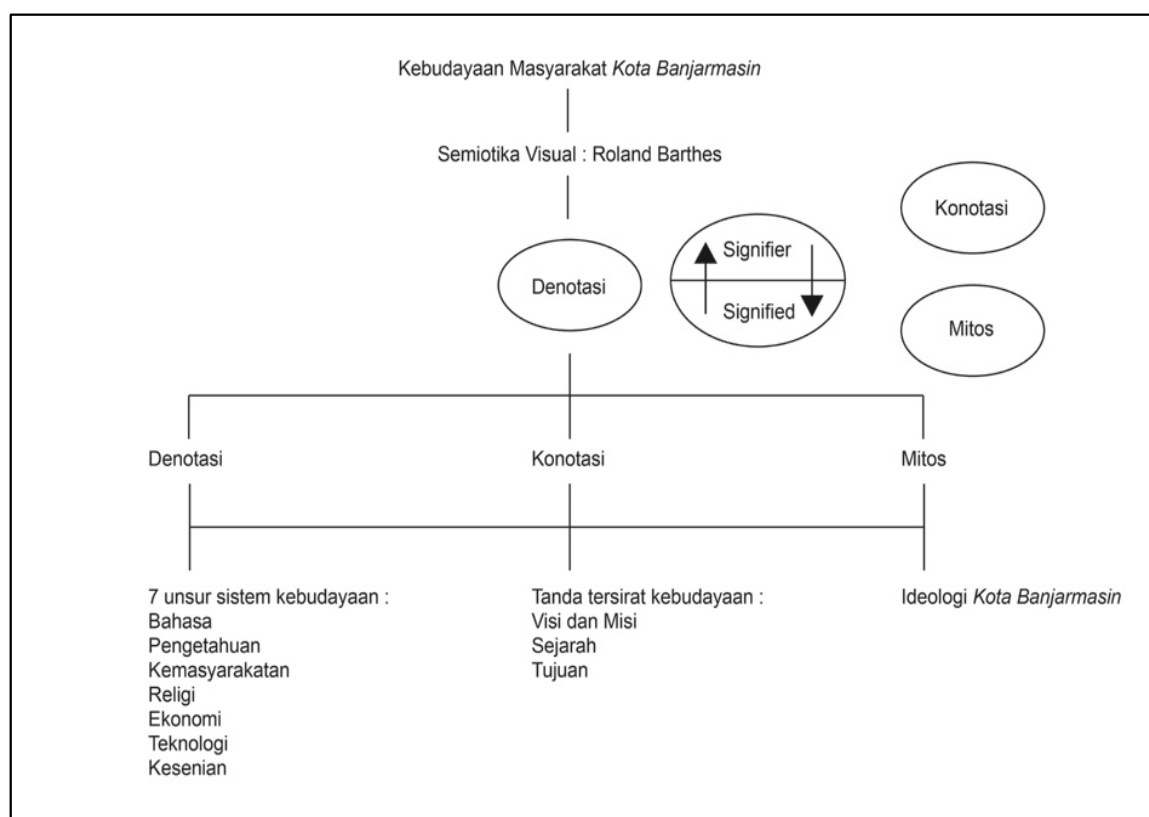 Kebudayaan Masyarakat Kota Banjarmasin
Semiotika Visual : Roland Barthes
Denotasi
Signifier
Signified
Konotasi
Mitos
Denotasi
Konotasi
Mitos
7 unsur sistem kebudayaan :
Bahasa
Pengetahuan
Kemasyarakatan
Religi
Ekonomi
Teknologi
Kesenian
Tanda tersirat kebudayaan :
Visi dan Misi
Sejarah
Tujuan
Ideologi Kota Banjarmasin